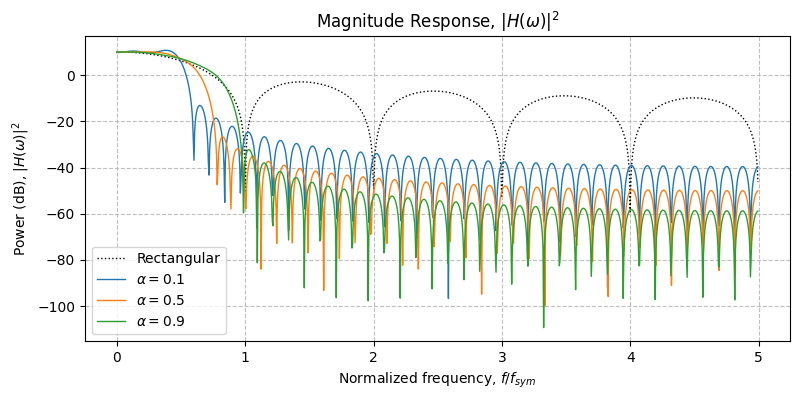 Magnitude Response, |H(ω)|²
Power (dB), |H(ω)|²
0
−20
−40
−60
−80
−100
Rectangular
α = 0.1
α = 0.5
α = 0.9
0 1 2 3 4 5
Normalized frequency, f/f_sym